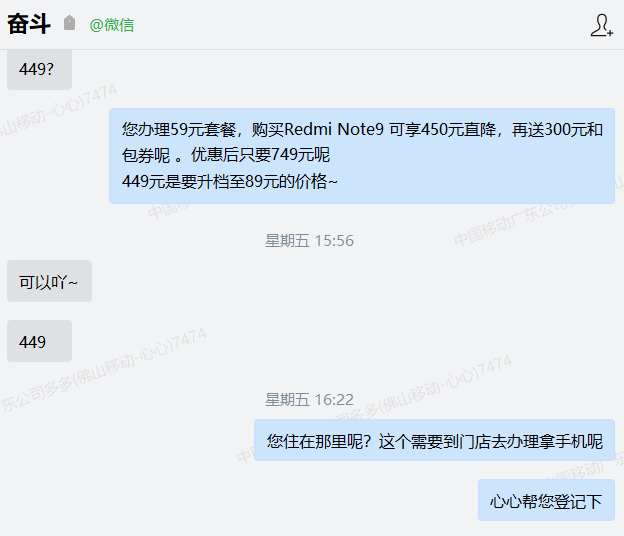 奋斗 @微信
449?
您办理59元套餐，购买Redmi Note9 可享450元直降，再送300元和
包券呢 。优惠后只要749元呢
449元是要升档至89元的价格~
星期五 15:56
可以吖~
449
星期五 16:22
您住在那里呢？这个需要到门店去办理拿手机呢
心心帮您登记下